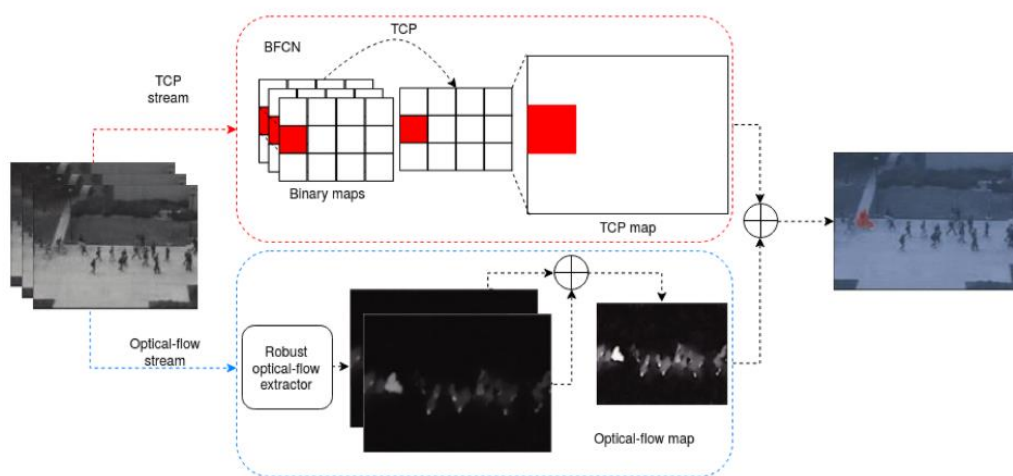 TCP
BFCN
TCP
stream
Binary maps
TCP map
Optical-flow
stream
Robust
optical-flow
extractor
Optical-flow map